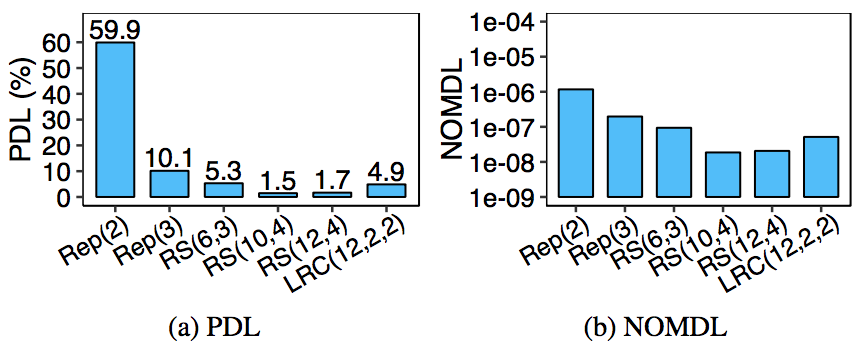 PDL (%)
60
50
40
30
20
10
0
59.9
10.1
5.3
1.5
1.7
4.9
Rep(2)
Rep(3)
RS(6,3)
RS(10,4)
RS(12,4)
LRC(12,2,2)
(a) PDL
NOMDL
1e-04
1e-05
1e-06
1e-07
1e-08
1e-09
Rep(2)
Rep(3)
RS(6,3)
RS(10,4)
RS(12,4)
LRC(12,2,2)
(b) NOMDL